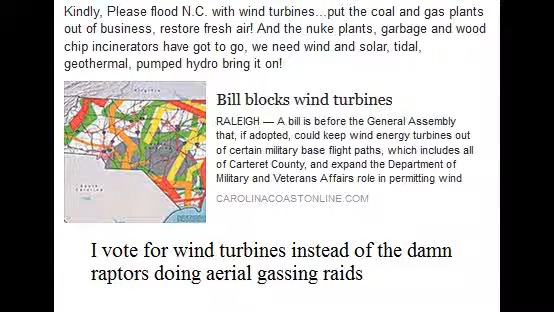 Kindly, Please flood N.C. with wind turbines...put the coal and gas plants
out of business, restore fresh air! And the nuke plants, garbage and wood
chip incinerators have got to go, we need wind and solar, tidal,
geothermal, pumped hydro bring it on!
Virginia
South
Carolina
Bill blocks wind turbines
RALEIGH — A bill is before the General Assembly
that, if adopted, could keep wind energy turbines out
of certain military base flight paths, which includes all
of Carteret County, and expand the Department of
Military and Veterans Affairs role in permitting wind
CAROLINACOASTONLINE.COM
I vote for wind turbines instead of the damn
raptors doing aerial gassing raids